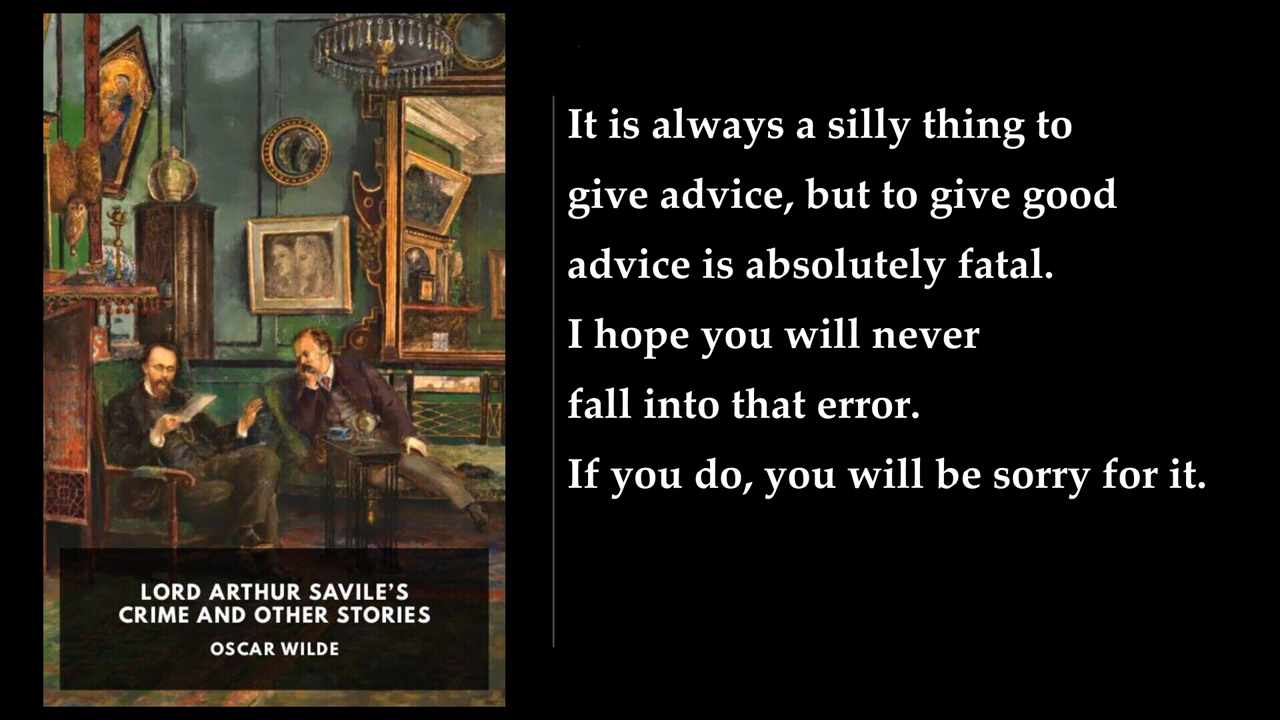 It is always a silly thing to
give advice, but to give good
advice is absolutely fatal.
I hope you will never
fall into that error.
If you do, you will be sorry for it.
LORD ARTHUR SAVILE’S
CRIME AND OTHER STORIES
OSCAR WILDE